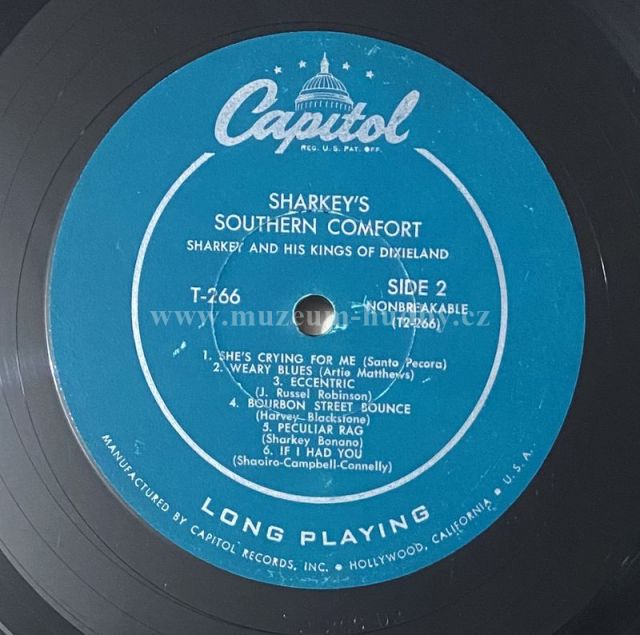 Capitol
REG. U.S. PAT. OFF.
SHARKEY'S
SOUTHERN COMFORT
SHARKEY AND HIS KINGS OF DIXIELAND
T-266
SIDE 2
NONBREAKABLE
(T2-266)
www.muzeum-hudby.cz
1. SHE'S CRYING FOR ME (Santo Pecora)
2. WEARY BLUES (Artie Matthews)
3. ECCENTRIC
(J. Russel Robinson)
4. BOURBON STREET BOUNCE
(Harvey Blackstone)
5. PECULIAR RAG
(Sharkey Bonano)
6. IF I HAD YOU
(Shapiro-Campbell-Connelly)
LONG PLAYING
MANUFACTURED BY CAPITOL RECORDS, INC. • HOLLYWOOD, CALIFORNIA • U.S.A.